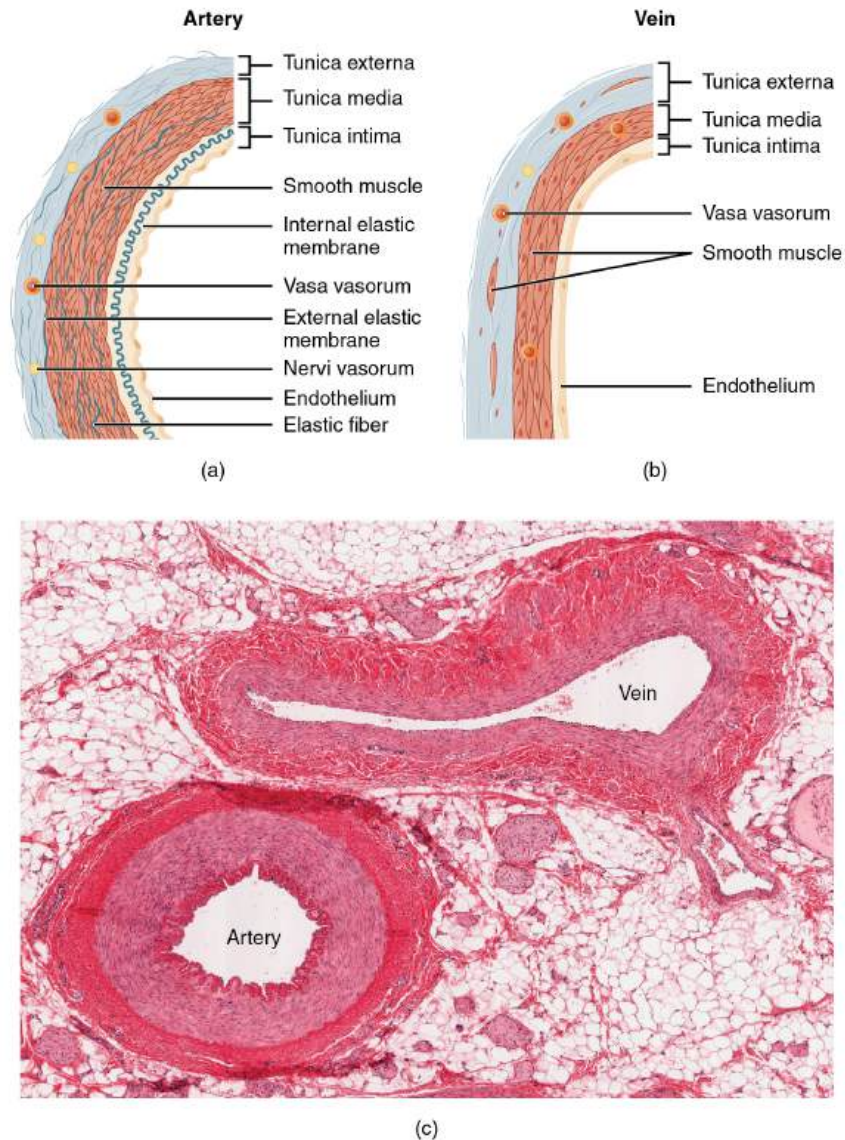 Artery
Tunica externa
Tunica media
Tunica intima
Smooth muscle
Internal elastic
membrane
Vasa vasorum
External elastic
membrane
Nervi vasorum
Endothelium
Elastic fiber
(a)
Vein
Tunica externa
Tunica media
Tunica intima
Vasa vasorum
Smooth muscle
Endothelium
(b)
Vein
Artery
(c)